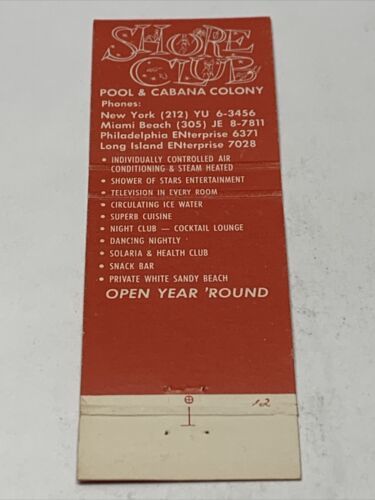 SHORE
CLUB
POOL & CABANA COLONY
Phones:
New York (212) YU 6-3456
Miami Beach (305) JE 8-7811
Philadelphia ENterprise 6371
Long Island ENterprise 7028
• INDIVIDUALLY CONTROLLED AIR
CONDITIONING & STEAM HEATED
• SHOWER OF STARS ENTERTAINMENT
• TELEVISION IN EVERY ROOM
• CIRCULATING ICE WATER
• SUPERB CUISINE
• NIGHT CLUB — COCKTAIL LOUNGE
• DANCING NIGHTLY
• SOLARIA & HEALTH CLUB
• SNACK BAR
• PRIVATE WHITE SANDY BEACH
OPEN YEAR 'ROUND